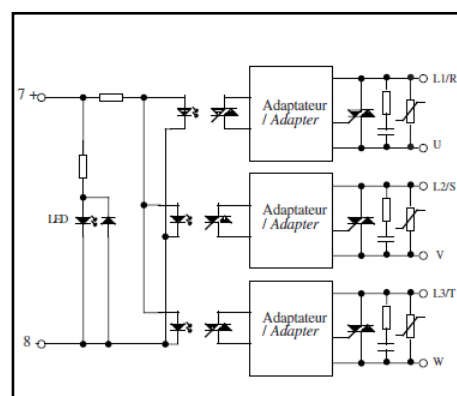 L1/R
7 +
Adaptateur
/ Adapter
U
L2/S
Adaptateur
/ Adapter
LED
V
L3/T
Adaptateur
/ Adapter
8 -
W